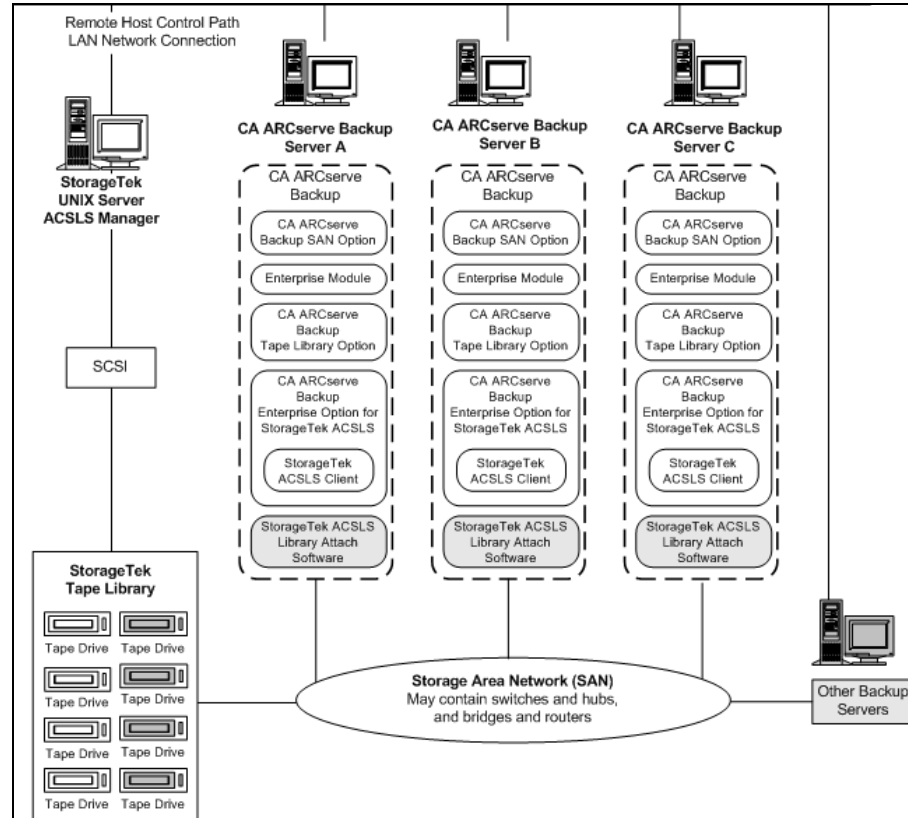 Remote Host Control Path
LAN Network Connection
StorageTek
UNIX Server
ACSLS Manager
SCSI
StorageTek
Tape Library
Tape Drive Tape Drive
Tape Drive Tape Drive
Tape Drive Tape Drive
Tape Drive Tape Drive
CA ARCserve Backup
Server A
CA ARCserve
Backup
CA ARCserve
Backup SAN Option
Enterprise Module
CA ARCserve
Backup
Tape Library Option
CA ARCserve
Backup
Enterprise Option for
StorageTek ACSLS
StorageTek
ACSLS Client
StorageTek ACSLS
Library Attach
Software
CA ARCserve Backup
Server B
CA ARCserve
Backup
CA ARCserve
Backup SAN Option
Enterprise Module
CA ARCserve
Backup
Tape Library Option
CA ARCserve
Backup
Enterprise Option for
StorageTek ACSLS
StorageTek
ACSLS Client
StorageTek ACSLS
Library Attach
Software
CA ARCserve Backup
Server C
CA ARCserve
Backup
CA ARCserve
Backup SAN Option
Enterprise Module
CA ARCserve
Backup
Tape Library Option
CA ARCserve
Backup
Enterprise Option for
StorageTek ACSLS
StorageTek
ACSLS Client
StorageTek ACSLS
Library Attach
Software
Storage Area Network (SAN)
May contain switches and hubs,
and bridges and routers
Other Backup
Servers